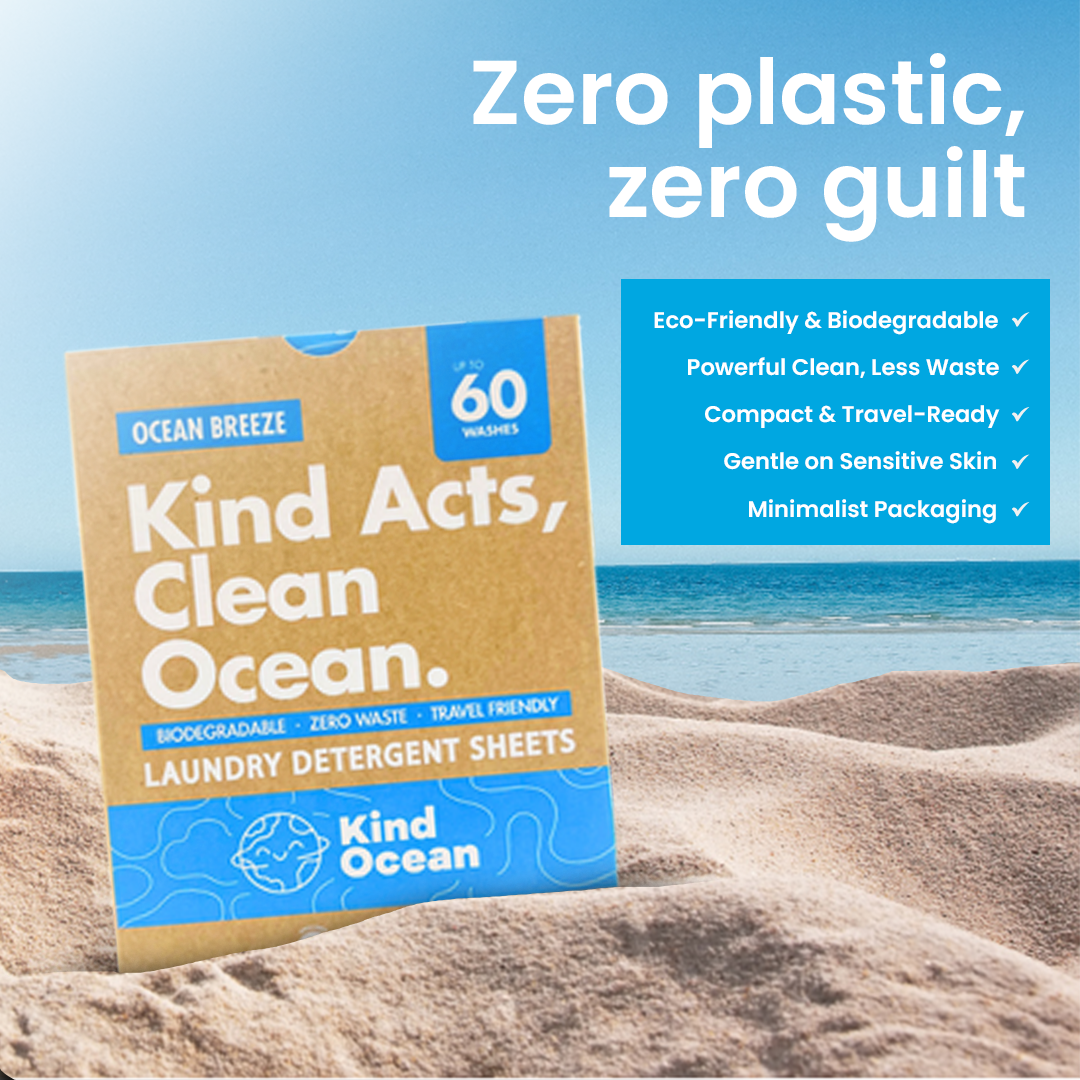 Zero plastic,
zero guilt
Eco-Friendly & Biodegradable ✓
Powerful Clean, Less Waste ✓
Compact & Travel-Ready ✓
Gentle on Sensitive Skin ✓
Minimalist Packaging ✓
UP TO
60
WASHES
OCEAN BREEZE
Kind Acts,
Clean
Ocean.
BIODEGRADABLE · ZERO WASTE · TRAVEL FRIENDLY
LAUNDRY DETERGENT SHEETS
Kind
Ocean